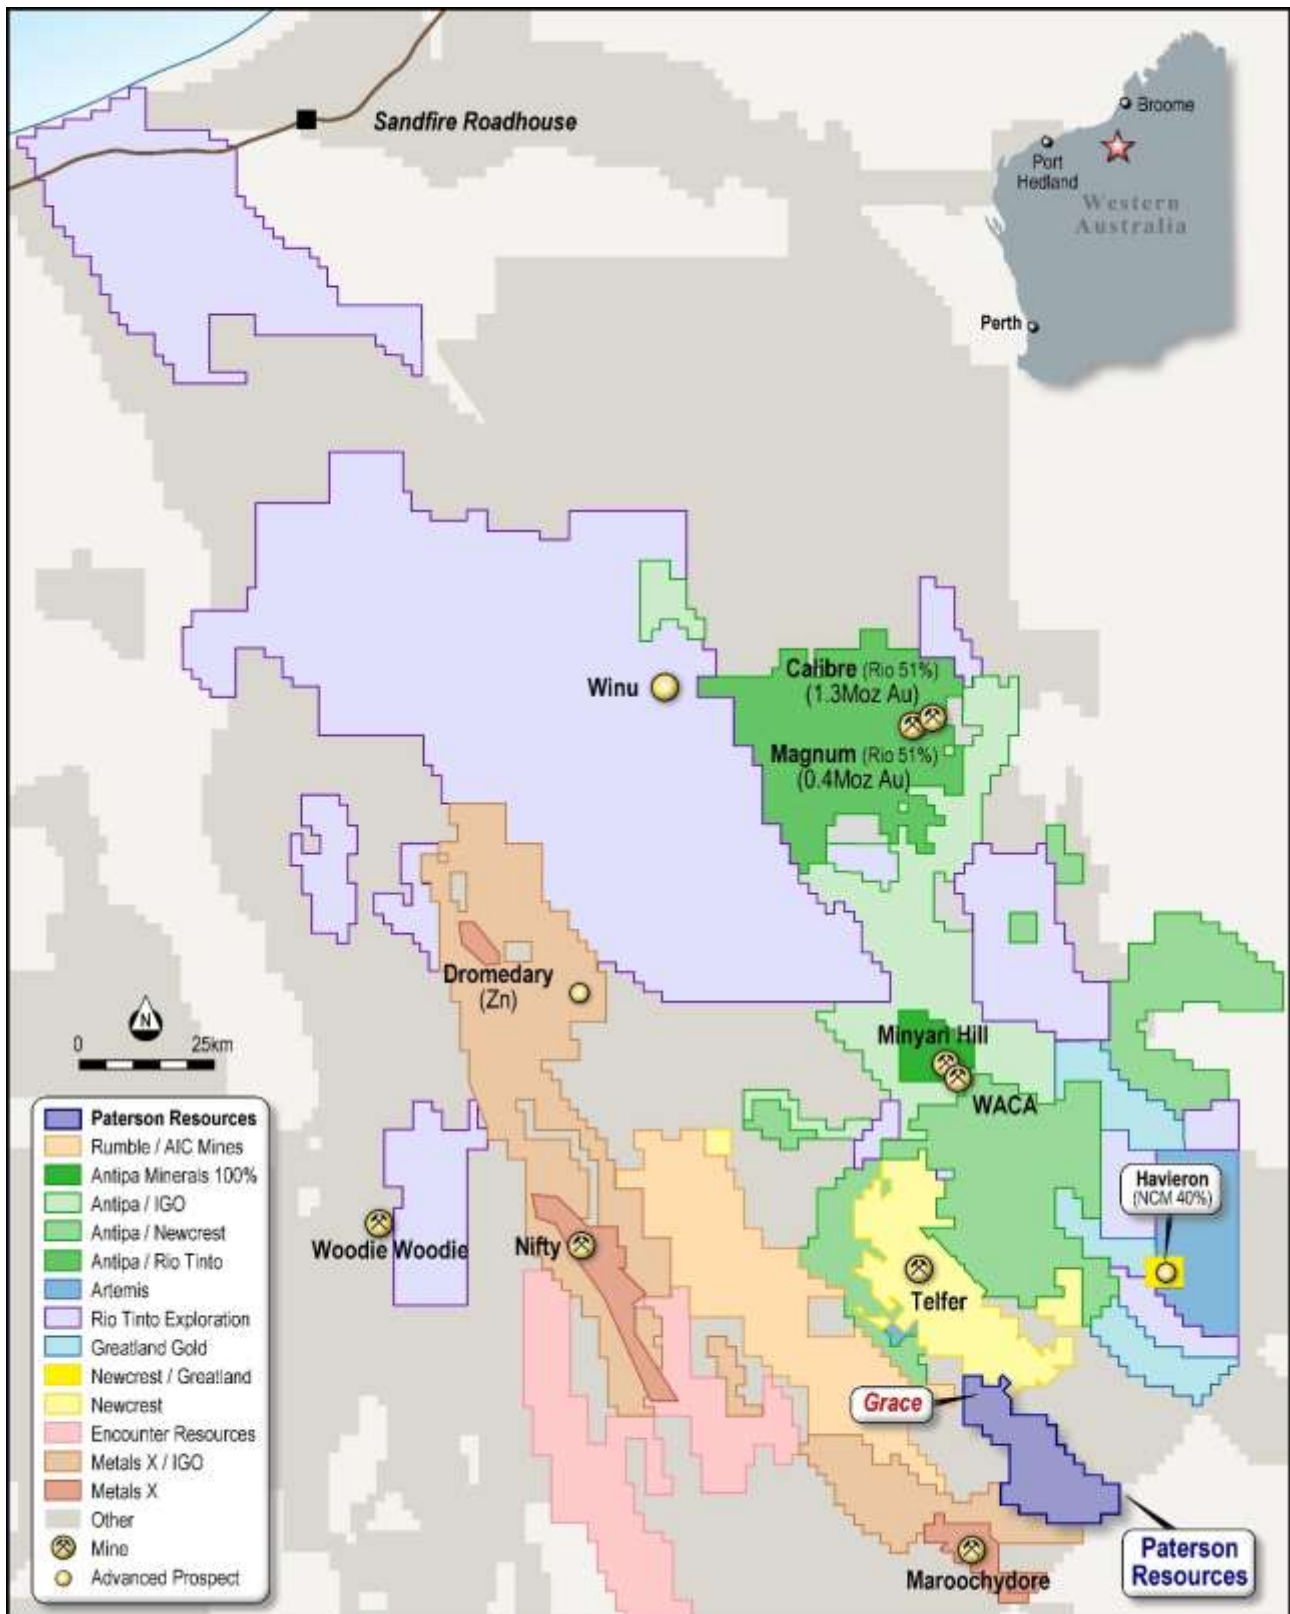 Sandfire Roadhouse
Broome
Port
Hedland
Western
Australia
Perth
Winu
Calibre (Rio 51%)
(1.3Moz Au)
Magnum (Rio 51%)
(0.4Moz Au)
Dromedary
(Zn)
N
0 25km
Minyari Hill
WACA
Havieron
(NCM 40%)
Woodie Woodie
Nifty
Telfer
Grace
Maroochydore
Paterson
Resources
Paterson Resources
Rumble / AIC Mines
Antipa Minerals 100%
Antipa / IGO
Antipa / Newcrest
Antipa / Rio Tinto
Artemis
Rio Tinto Exploration
Greatland Gold
Newcrest / Greatland
Newcrest
Encounter Resources
Metals X / IGO
Metals X
Other
Mine
Advanced Prospect